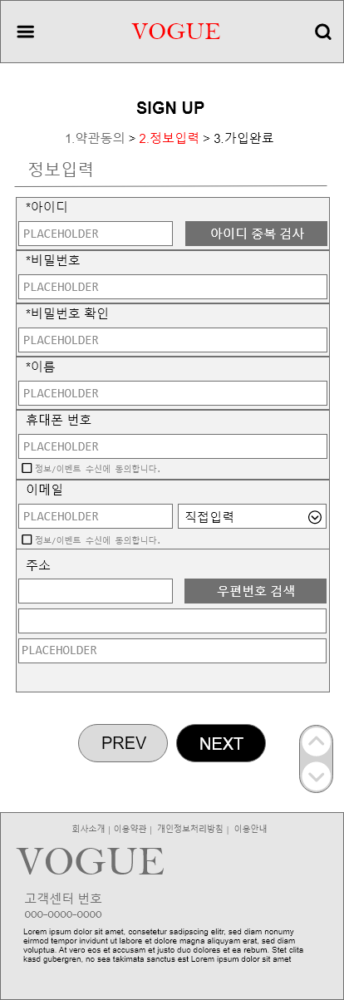 VOGUE
SIGN UP
1.약관동의 > 2.정보입력 > 3.가입완료
정보입력
*아이디
PLACEHOLDER 아이디 중복 검사
*비밀번호
PLACEHOLDER
*비밀번호 확인
PLACEHOLDER
*이름
PLACEHOLDER
휴대폰 번호
PLACEHOLDER
정보/이벤트 수신에 동의합니다.
이메일
PLACEHOLDER 직접입력
정보/이벤트 수신에 동의합니다.
주소
우편번호 검색
PLACEHOLDER
PREV NEXT
회사소개 | 이용약관 | 개인정보처리방침 | 이용안내
VOGUE
고객센터 번호
000-0000-0000
Lorem ipsum dolor sit amet, consetetur sadipscing elitr, sed diam nonumy
eirmod tempor invidunt ut labore et dolore magna aliquyam erat, sed diam
voluptua. At vero eos et accusam et justo duo dolores et ea rebum. Stet clita
kasd gubergren, no sea takimata sanctus est Lorem ipsum dolor sit amet